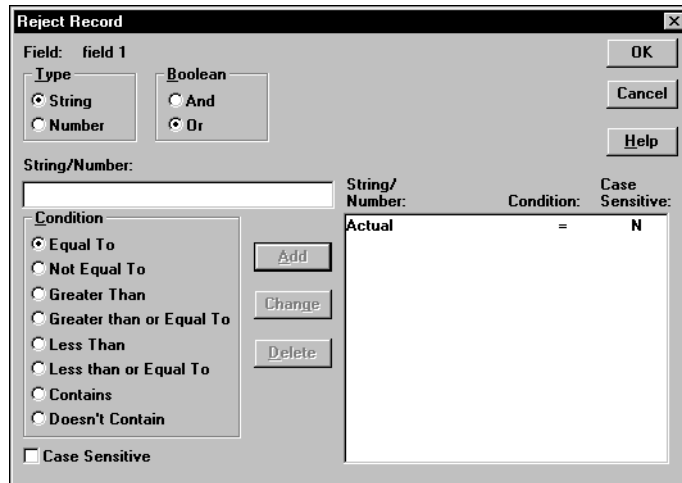 Reject Record
Field: field 1
OK
Type
Boolean
String
And
Cancel
Number
Or
Help
String/Number:
String/
Number:
Condition:
Case
Sensitive:
Actual = N
Condition
Equal To
Not Equal To
Greater Than
Greater than or Equal To
Less Than
Less than or Equal To
Contains
Doesn't Contain
Add
Change
Delete
Case Sensitive